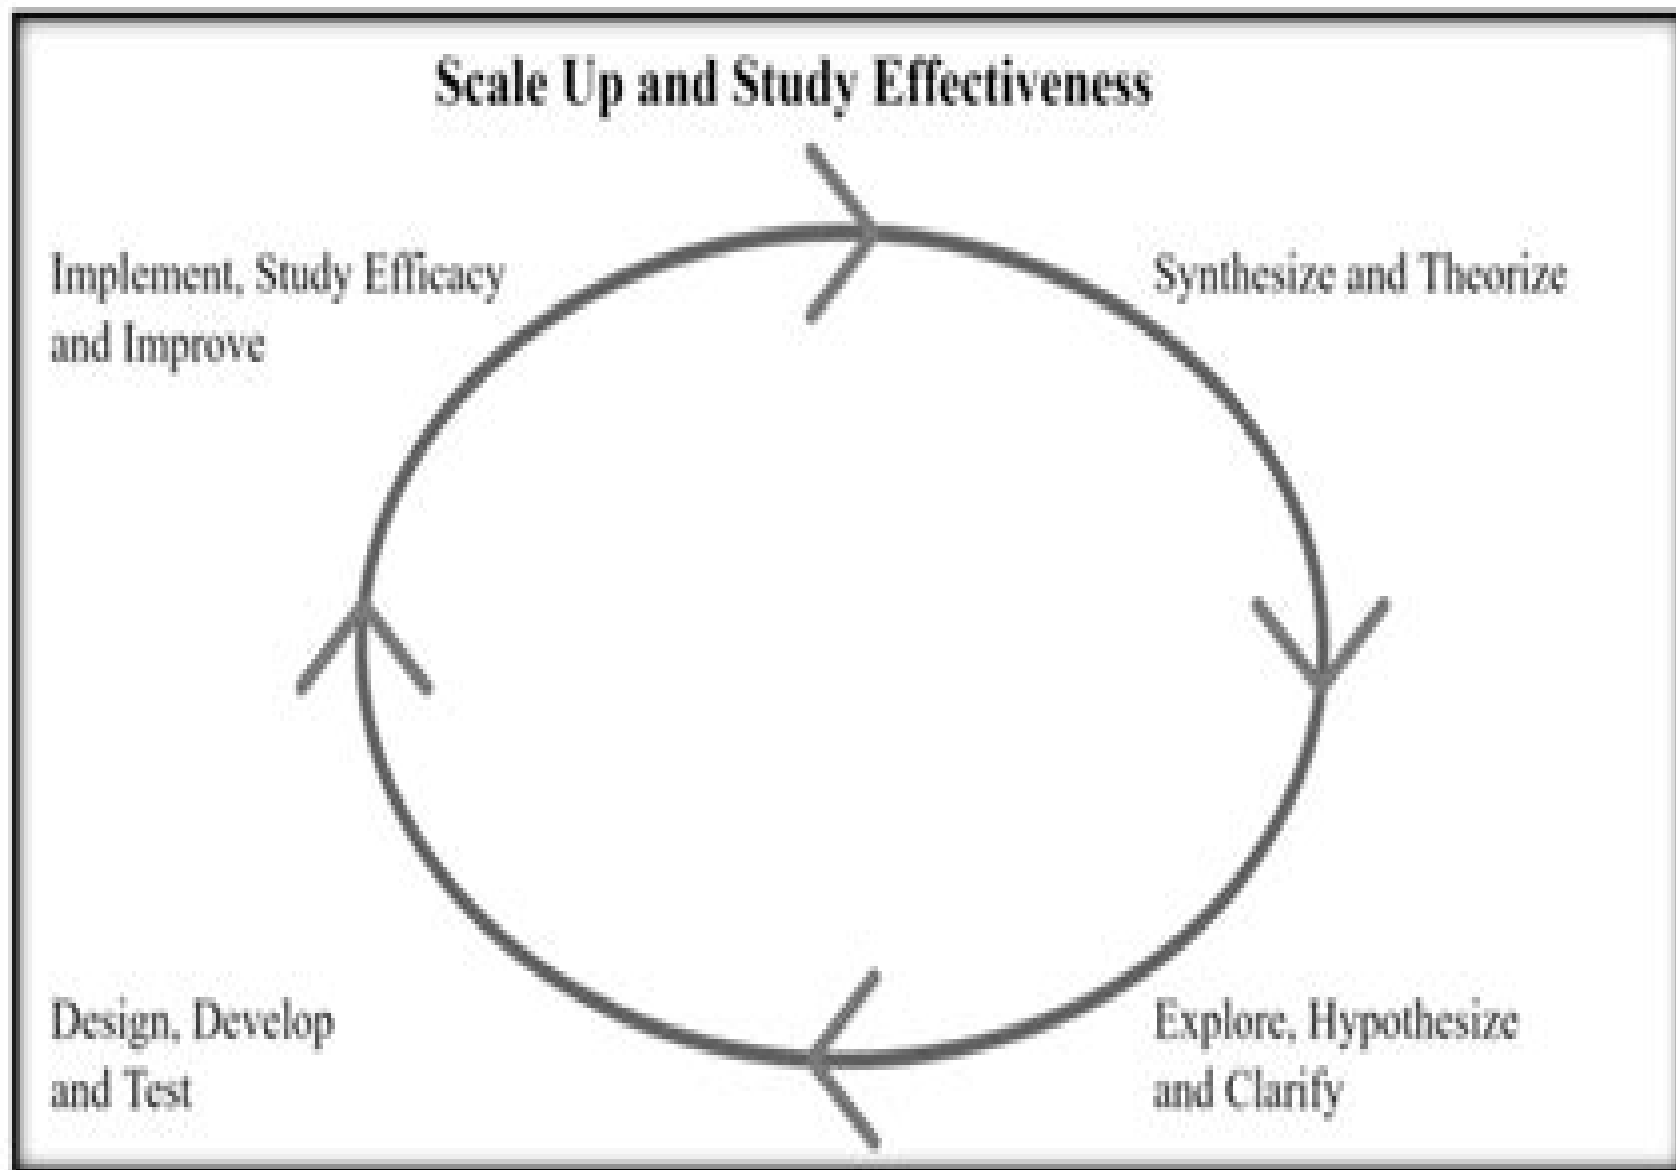 Scale Up and Study Effectiveness
Implement, Study Efficacy
and Improve
Synthesize and Theorize
Design, Develop
and Test
Explore, Hypothesize
and Clarify